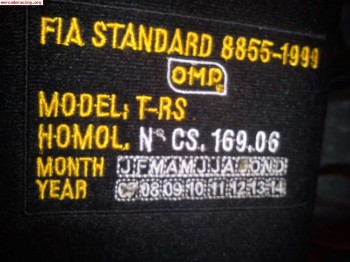 mercadoracing.org
FIA STANDARD 8855-1999
OMP
MODEL: T-RS
HOMOL. N° CS. 169.06
MONTH J F M A M J J A O N D
YEAR 07 08 09 10 11 12 13 14